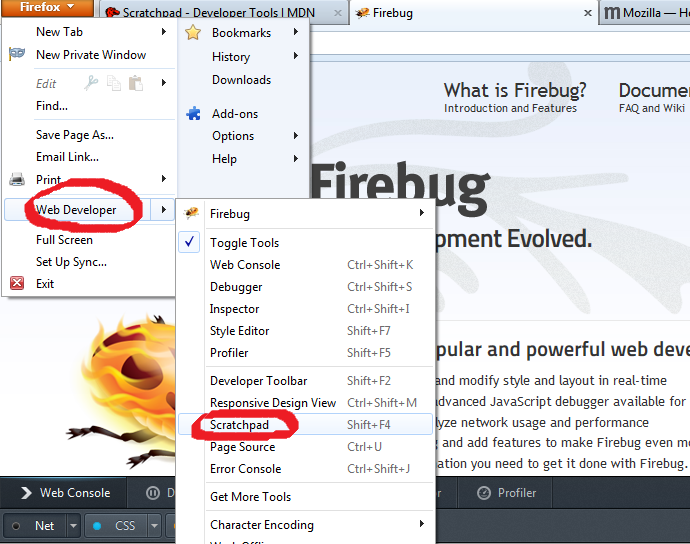 Firefox
Scratchpad - Developer Tools | MDN
Firebug
Mozilla — Ho
New Tab
New Private Window
Edit
Find...
Save Page As...
Email Link...
Print
Web Developer
Full Screen
Set Up Sync...
Exit
Bookmarks
History
Downloads
Add-ons
Options
Help
Firebug
Toggle Tools
Web Console Ctrl+Shift+K
Debugger Ctrl+Shift+S
Inspector Ctrl+Shift+I
Style Editor Shift+F7
Profiler Shift+F5
Developer Toolbar Shift+F2
Responsive Design View Ctrl+Shift+M
Scratchpad Shift+F4
Page Source Ctrl+U
Error Console Ctrl+Shift+J
Get More Tools
Character Encoding
What is Firebug?
Introduction and Features
Documen
FAQ and Wiki
Firebug
pment Evolved.
pular and powerful web deve
and modify style and layout in real-time
advanced JavaScript debugger available for
lyze network usage and performance
g and add features to make Firebug even mo
ation you need to get it done with Firebug.
Web Console
D
or
Profiler
Net
CSS